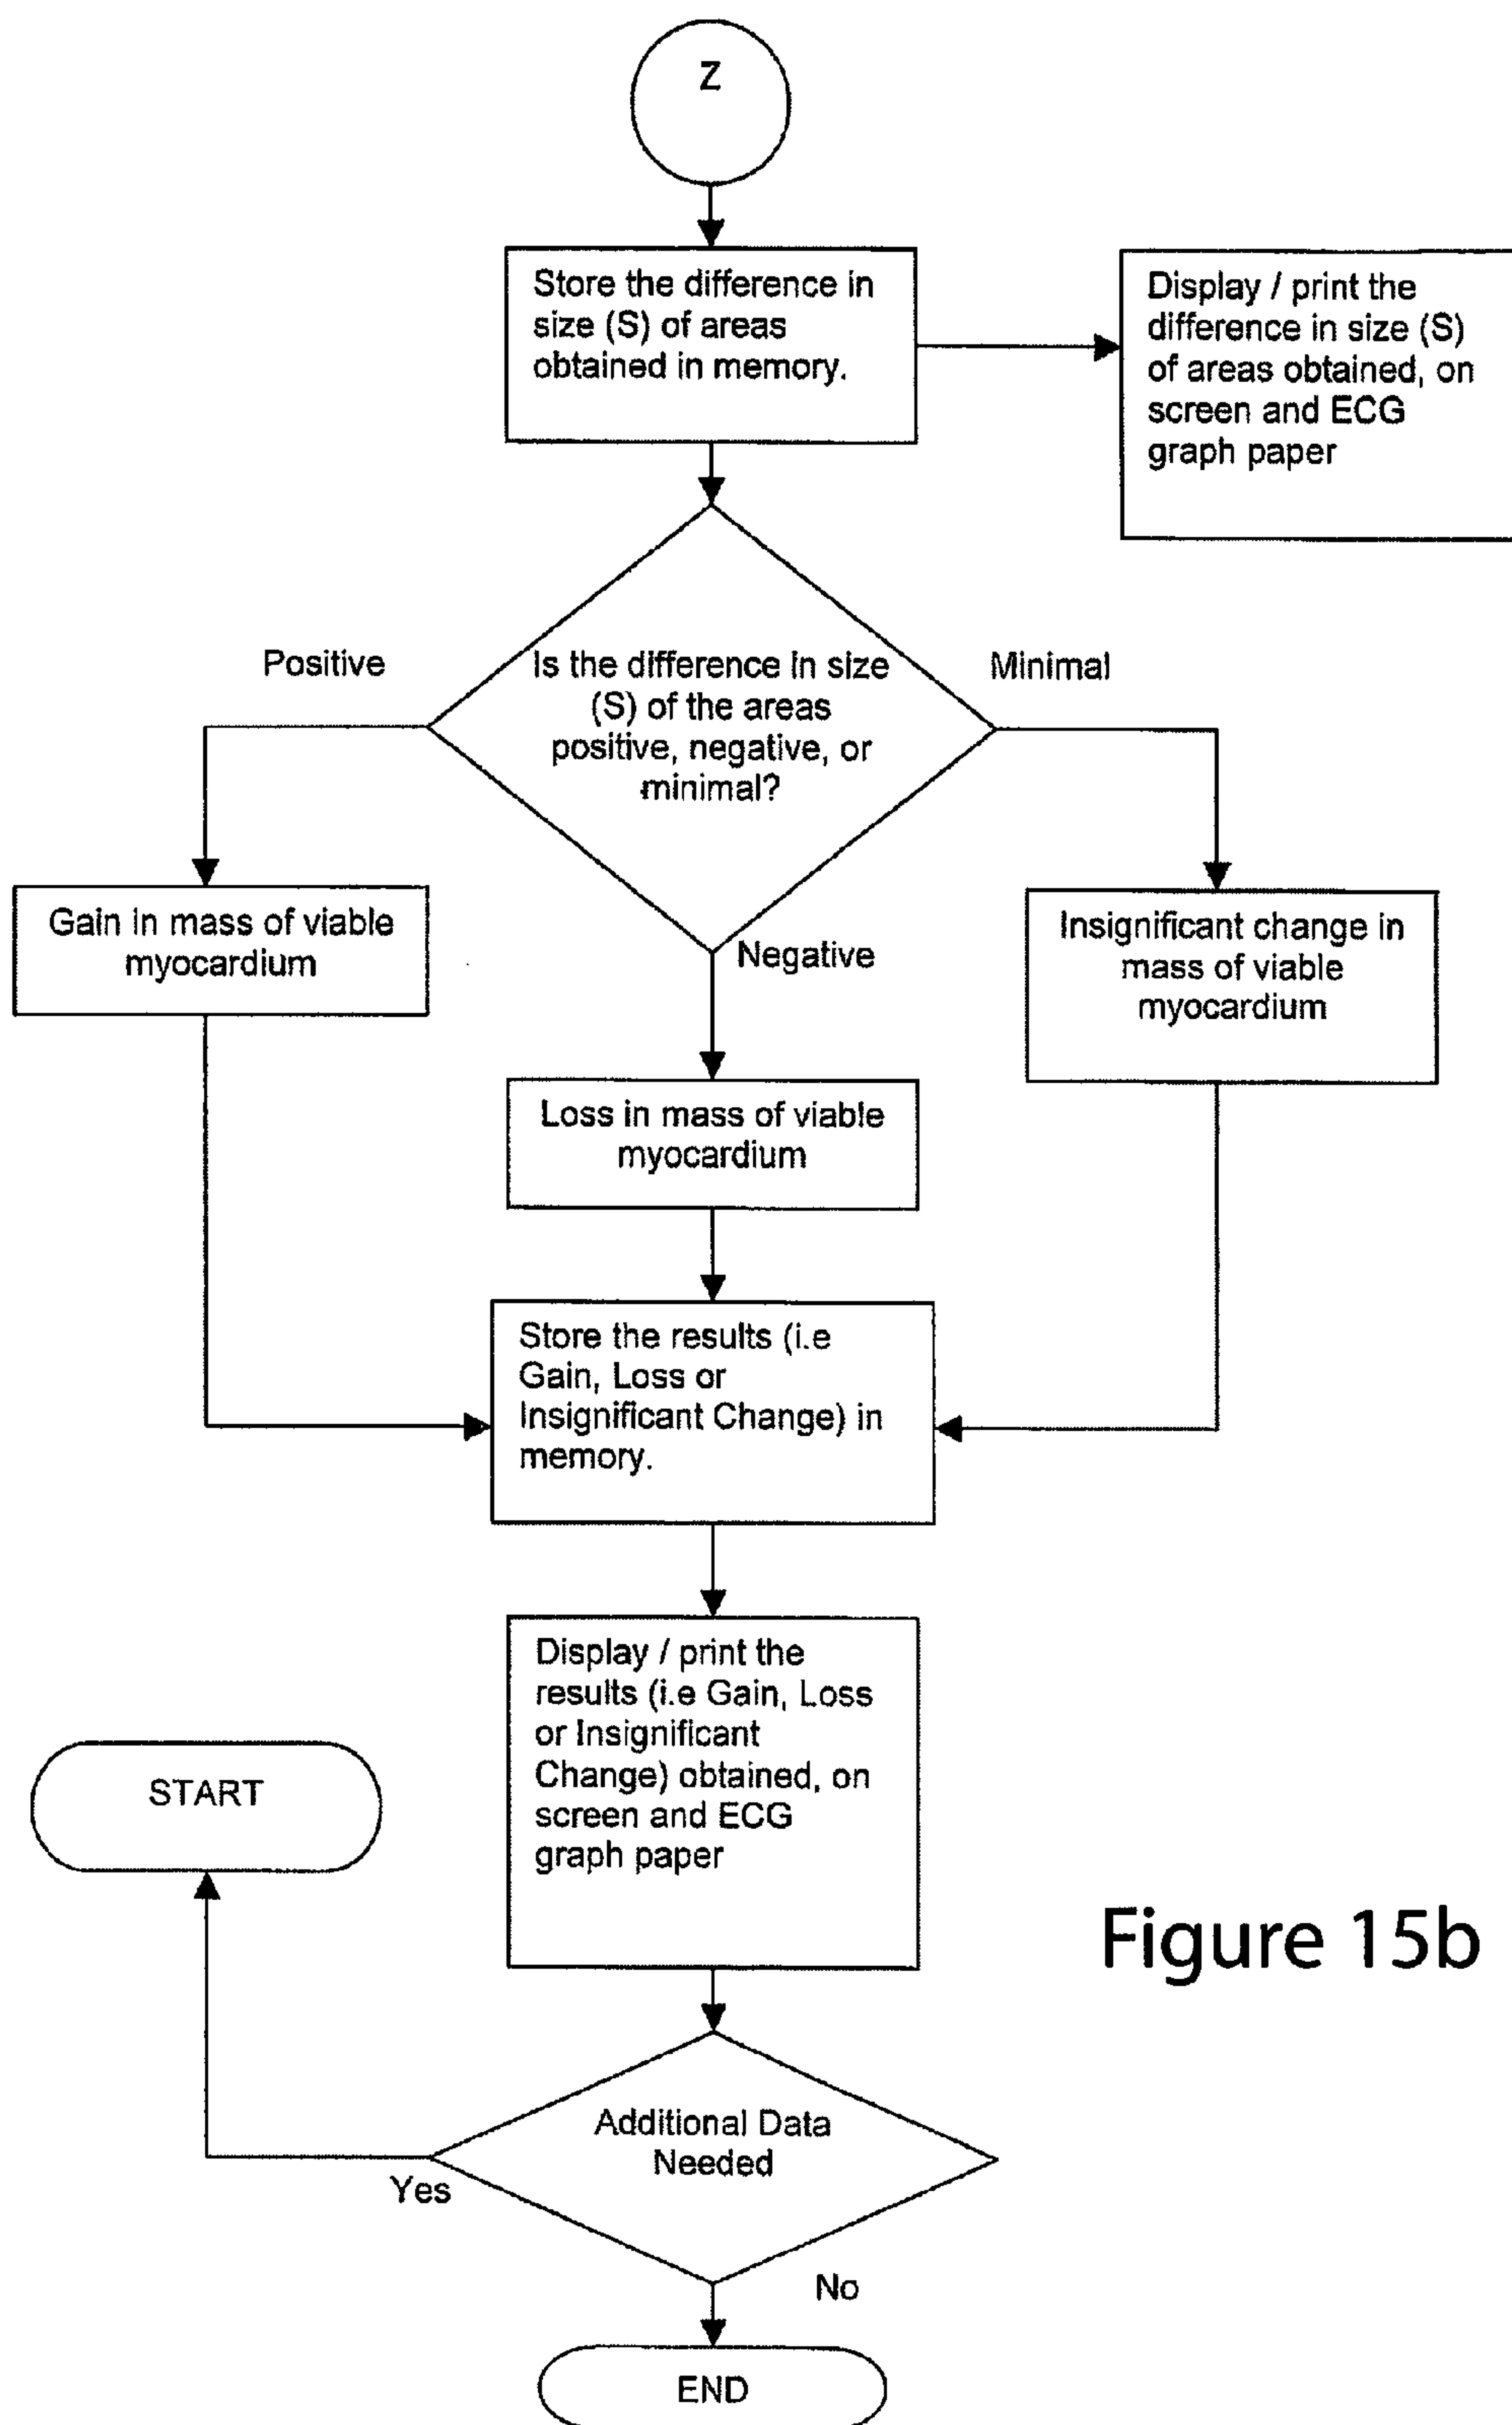 Z
Store the difference in
size (S) of areas
obtained in memory.
Display / print the
difference in size (S)
of areas obtained, on
screen and ECG
graph paper
Positive
Is the difference in size
(S) of the areas
positive, negative, or
minimal?
Minimal
Negative
Gain in mass of viable
myocardium
Insignificant change in
mass of viable
myocardium
Loss in mass of viable
myocardium
Store the results (i.e
Gain, Loss or
Insignificant Change) in
memory.
Display / print the
results (i.e Gain, Loss
or Insignificant
Change) obtained, on
screen and ECG
graph paper
START
Figure 15b
Additional Data
Needed
Yes
No
END